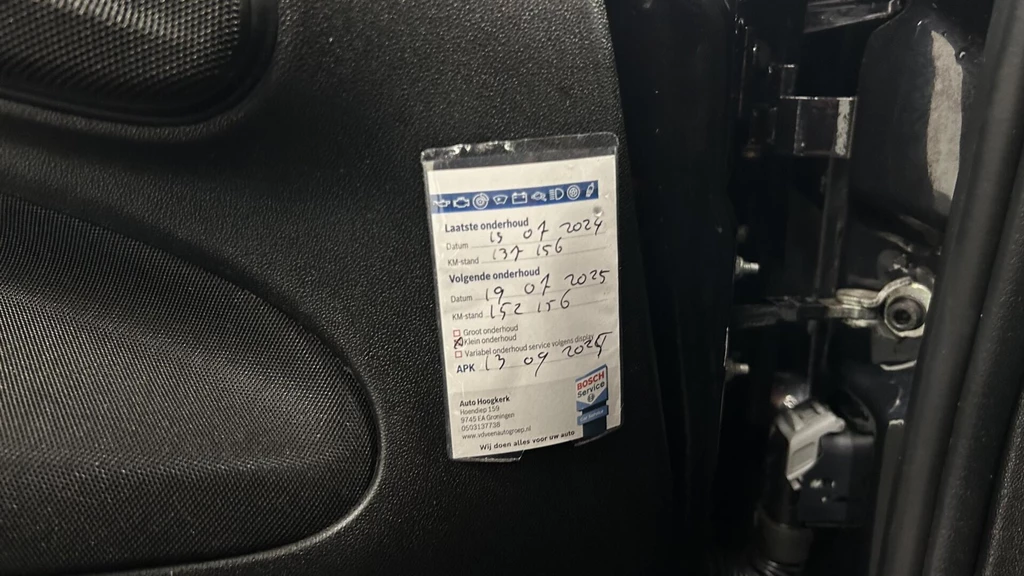 Laatste onderhoud
Datum 15 07 2024
KM-stand 137 156
Volgende onderhoud
Datum 19 07 2025
KM-stand 152 156
Groot onderhoud
Klein onderhoud
Variabel onderhoud service volgens display
APK 13 09
BOSCH
Service
Auto Hoogkerk
Hoendiep 159
9745 EA Groningen
0503137738
www.vdveenautogroep.nl
Wij doen alles voor uw auto